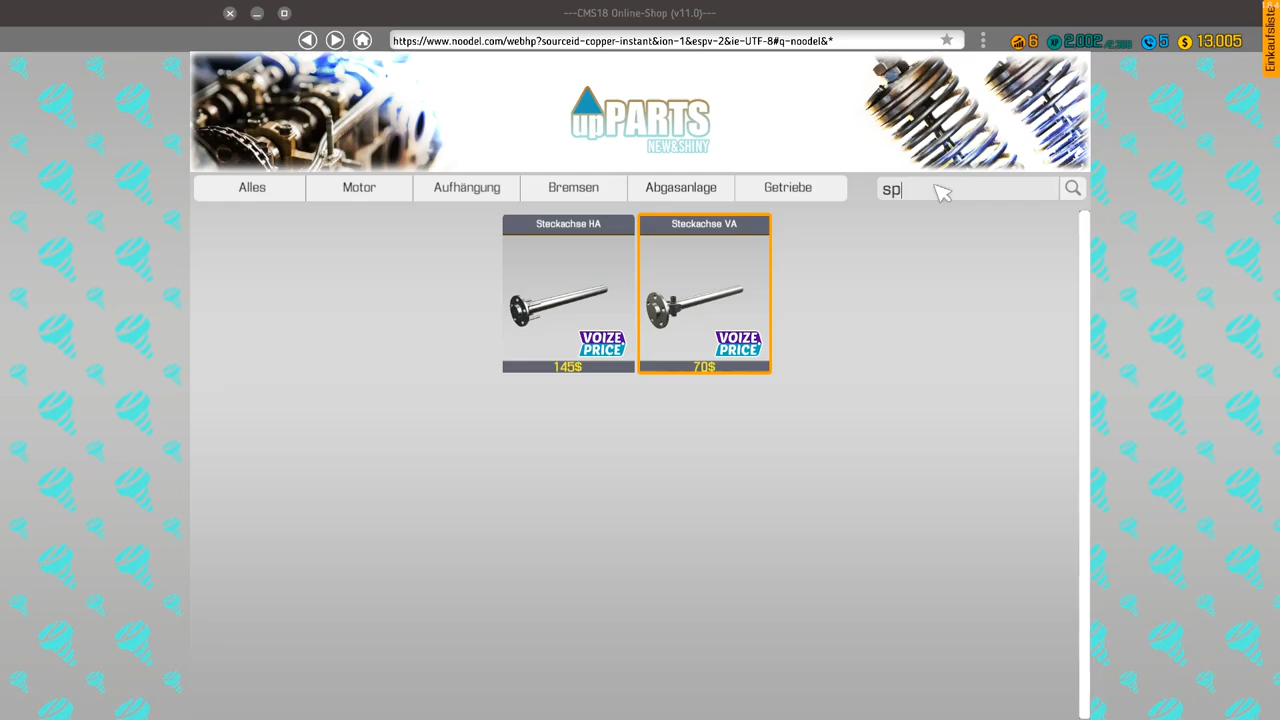 ---CMS18 Online-Shop (v11.0)---
https://www.noodel.com/webhp?sourceid-copper-instant&ion-1&espv-2&ie-UTF-8#q-noodel&*
6 2,002 /2,300 5 $ 13,005
Einkaufsliste
upPARTS
NEW&SHINY
Alles Motor Aufhängung Bremsen Abgasanlage Getriebe sp
Steckachse HA Steckachse VA
VOIZE PRICE VOIZE PRICE
145$ 70$